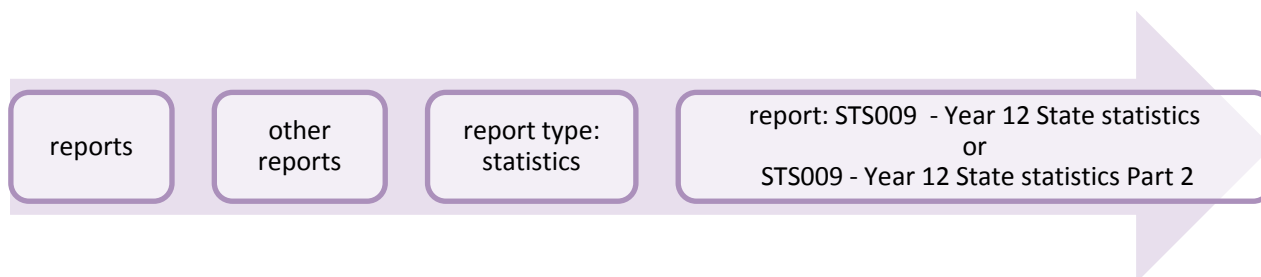 reports
other
reports
report type:
statistics
report: STS009 - Year 12 State statistics
or
STS009 - Year 12 State statistics Part 2